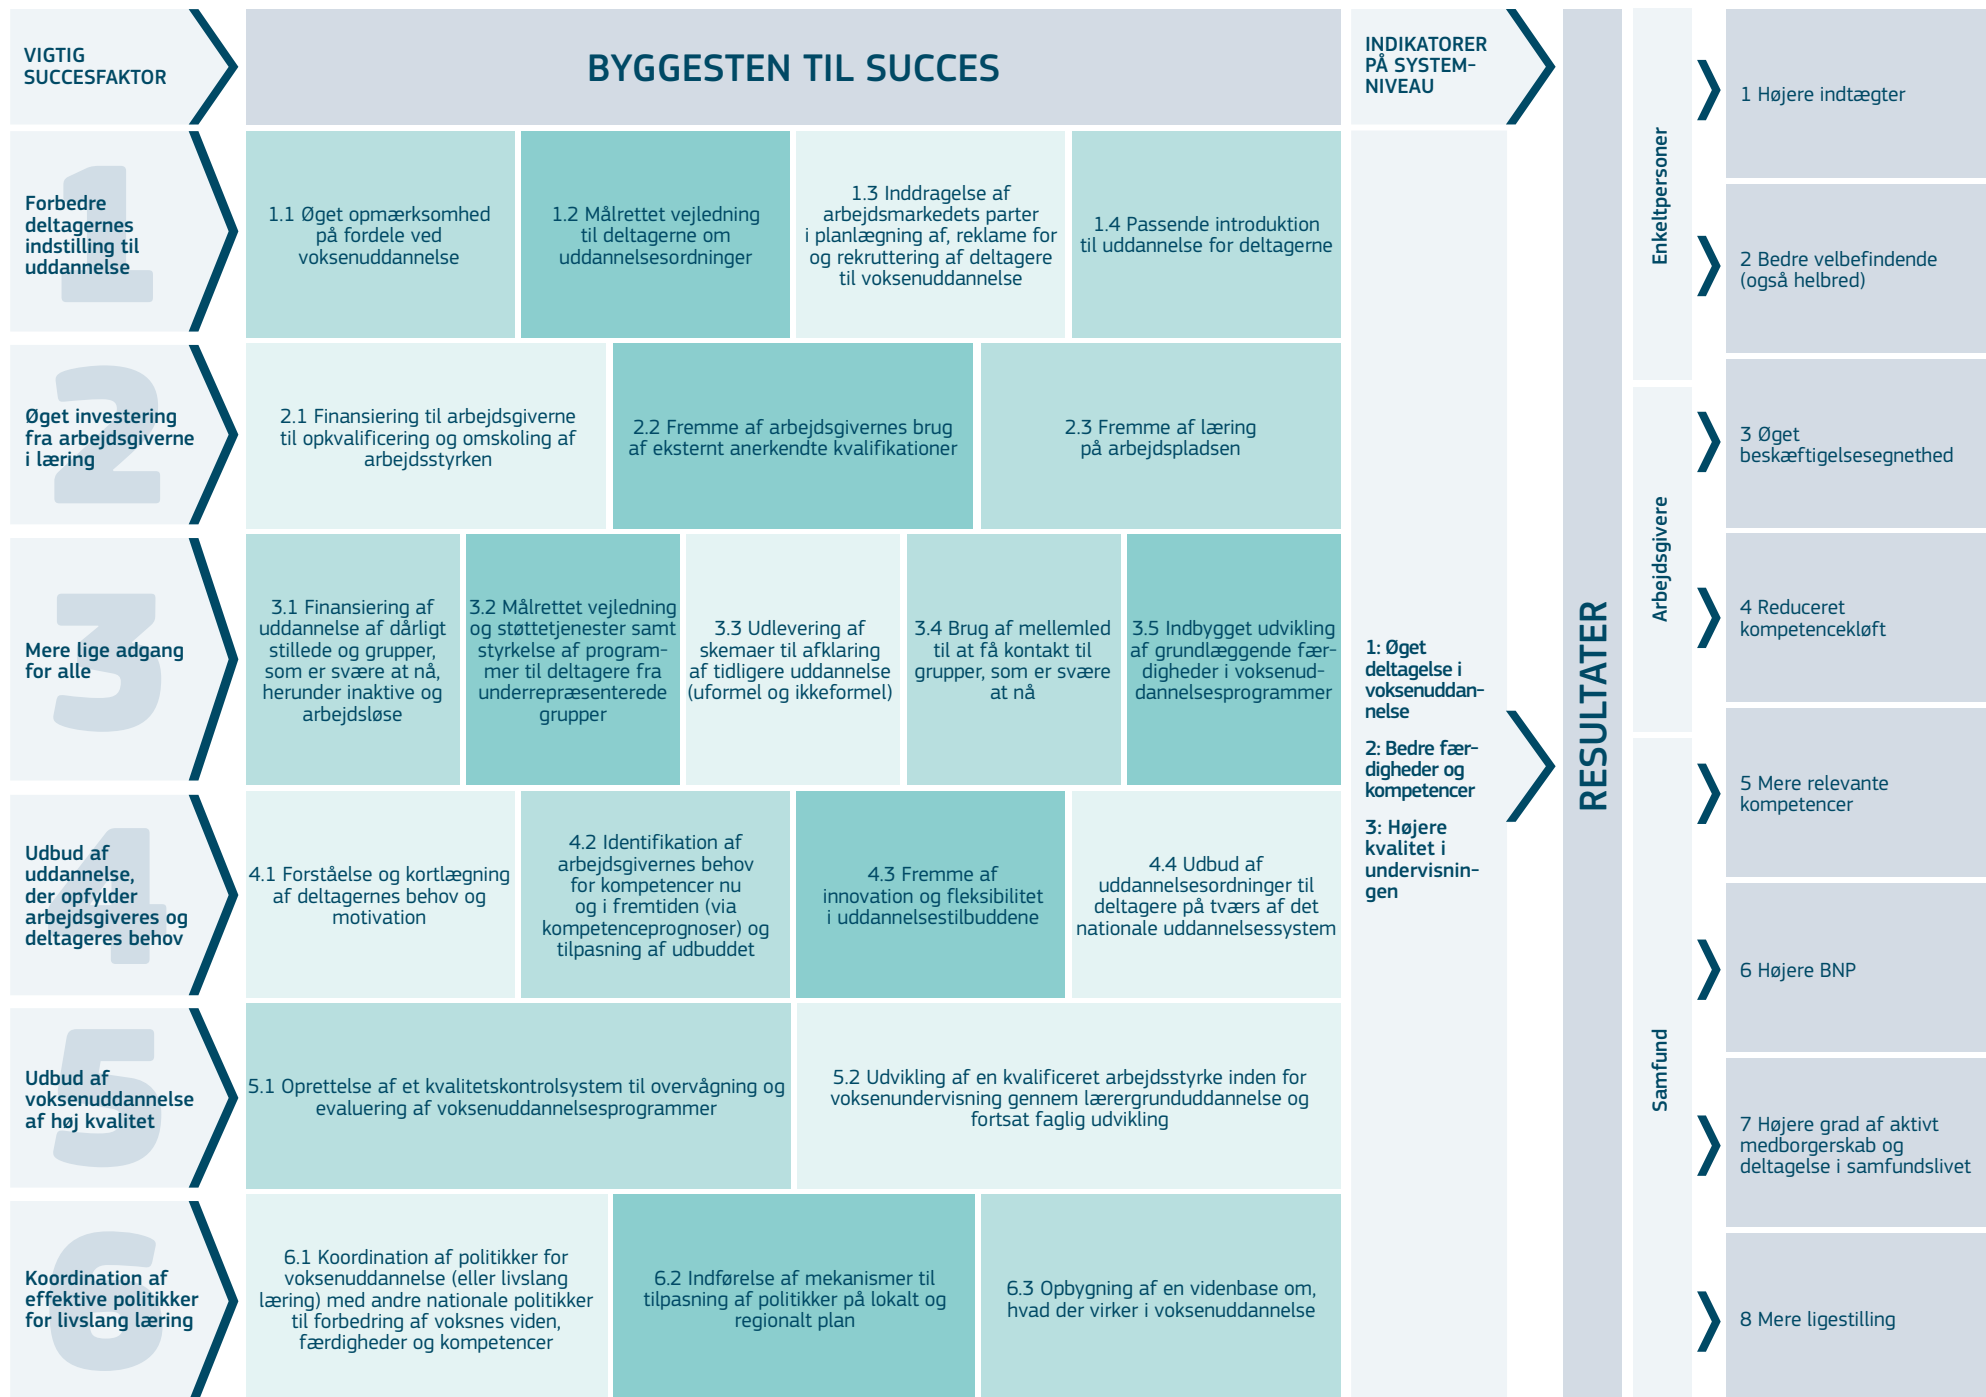 VIGTIG
SUCCESFAKTOR
BYGGESTEN TIL SUCCES
INDIKATORER
PÅ SYSTEM-
NIVEAU
1
Forbedre
deltagernes
indstilling til
uddannelse
1.1 Øget opmærksomhed
på fordele ved
voksenuddannelse
1.2 Målrettet vejledning
til deltagerne om
uddannelsesordninger
1.3 Inddragelse af
arbejdsmarkedets parter
i planlægning af, reklame for
og rekruttering af deltagere
til voksenuddannelse
1.4 Passende introduktion
til uddannelse for deltagerne
2
Øget investering
fra arbejdsgiverne
i læring
2.1 Finansiering til arbejdsgiverne
til opkvalificering og omskoling af
arbejdsstyrken
2.2 Fremme af arbejdsgivernes brug
af eksternt anerkendte kvalifikationer
2.3 Fremme af læring
på arbejdspladsen
3
Mere lige adgang
for alle
3.1 Finansiering af
uddannelse af dårligt
stillede og grupper,
som er svære at nå,
herunder inaktive og
arbejdsløse
3.2 Målrettet vejledning
og støttetjenester samt
styrkelse af program-
mer til deltagere fra
underrepræsenterede
grupper
3.3 Udlevering af
skemaer til afklaring
af tidligere uddannelse
(uformel og ikkeformel)
3.4 Brug af mellemled
til at få kontakt til
grupper, som er svære
at nå
3.5 Indbygget udvikling
af grundlæggende fær-
digheder i voksenud-
dannelsesprogrammer
4
Udbud af
uddannelse,
der opfylder
arbejdsgiveres og
deltageres behov
4.1 Forståelse og kortlægning
af deltagernes behov og
motivation
4.2 Identifikation af
arbejdsgivernes behov
for kompetencer nu
og i fremtiden (via
kompetenceprognoser) og
tilpasning af udbuddet
4.3 Fremme af
innovation og fleksibilitet
i uddannelsestilbuddene
4.4 Udbud af
uddannelsesordninger til
deltagere på tværs af det
nationale uddannelsessystem
5
Udbud af
voksenuddannelse
af høj kvalitet
5.1 Oprettelse af et kvalitetskontrolsystem til overvågning og
evaluering af voksenuddannelsesprogrammer
5.2 Udvikling af en kvalificeret arbejdsstyrke inden for
voksenundervisning gennem lærergrunduddannelse og
fortsat faglig udvikling
6
Koordination af
effektive politikker
for livslang læring
6.1 Koordination af politikker for
voksenuddannelse (eller livslang
læring) med andre nationale politikker
til forbedring af voksnes viden,
færdigheder og kompetencer
6.2 Indførelse af mekanismer til
tilpasning af politikker på lokalt og
regionalt plan
6.3 Opbygning af en videnbase om,
hvad der virker i voksenuddannelse
1: Øget
deltagelse i
voksenuddan-
nelse
2: Bedre fær-
digheder og
kompetencer
3: Højere
kvalitet i
undervisnin-
gen
RESULTATER
Enkeltpersoner
Arbejdsgivere
Samfund
1 Højere indtægter
2 Bedre velbefindende
(også helbred)
3 Øget
beskæftigelsesegnethed
4 Reduceret
kompetencekløft
5 Mere relevante
kompetencer
6 Højere BNP
7 Højere grad af aktivt
medborgerskab og
deltagelse i samfundslivet
8 Mere ligestilling